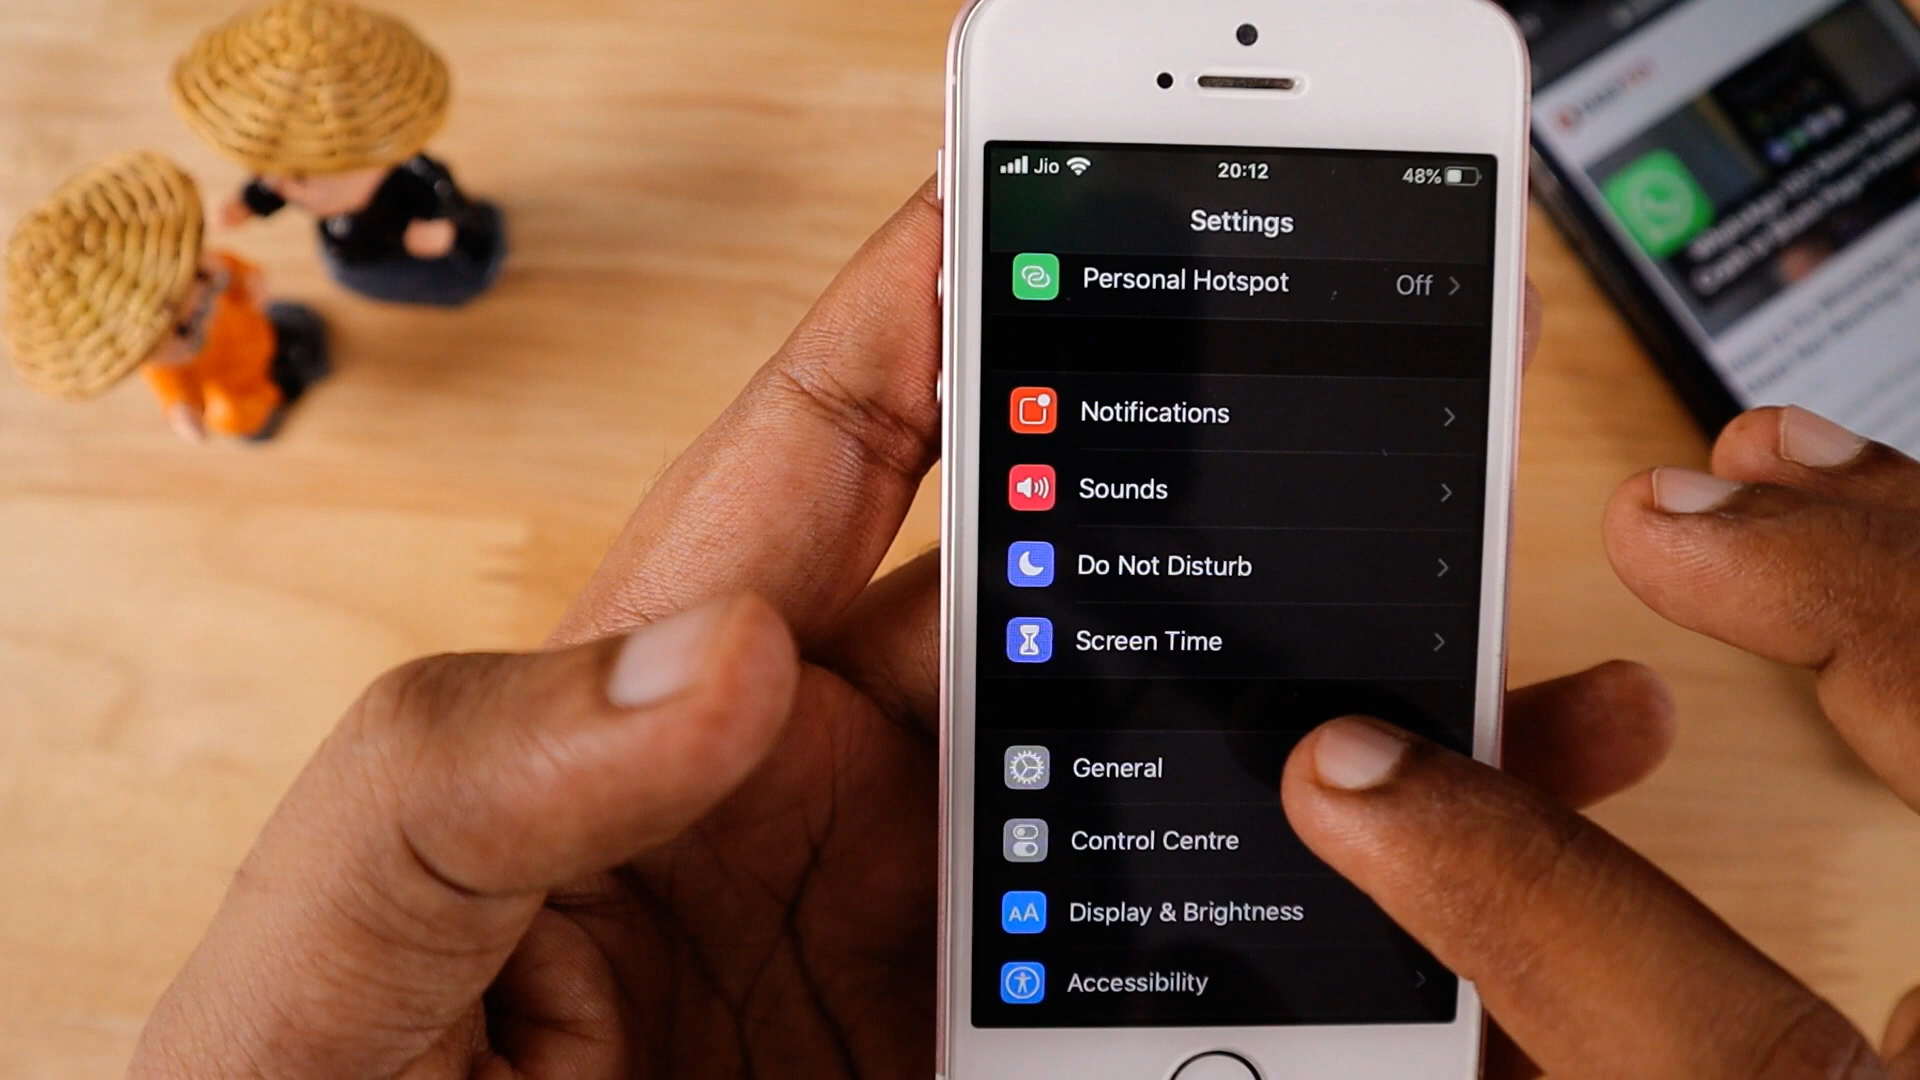 Jio 20:12 48%
Settings
Personal Hotspot Off
Notifications
Sounds
Do Not Disturb
Screen Time
General
Control Centre
AA Display & Brightness
Accessibility